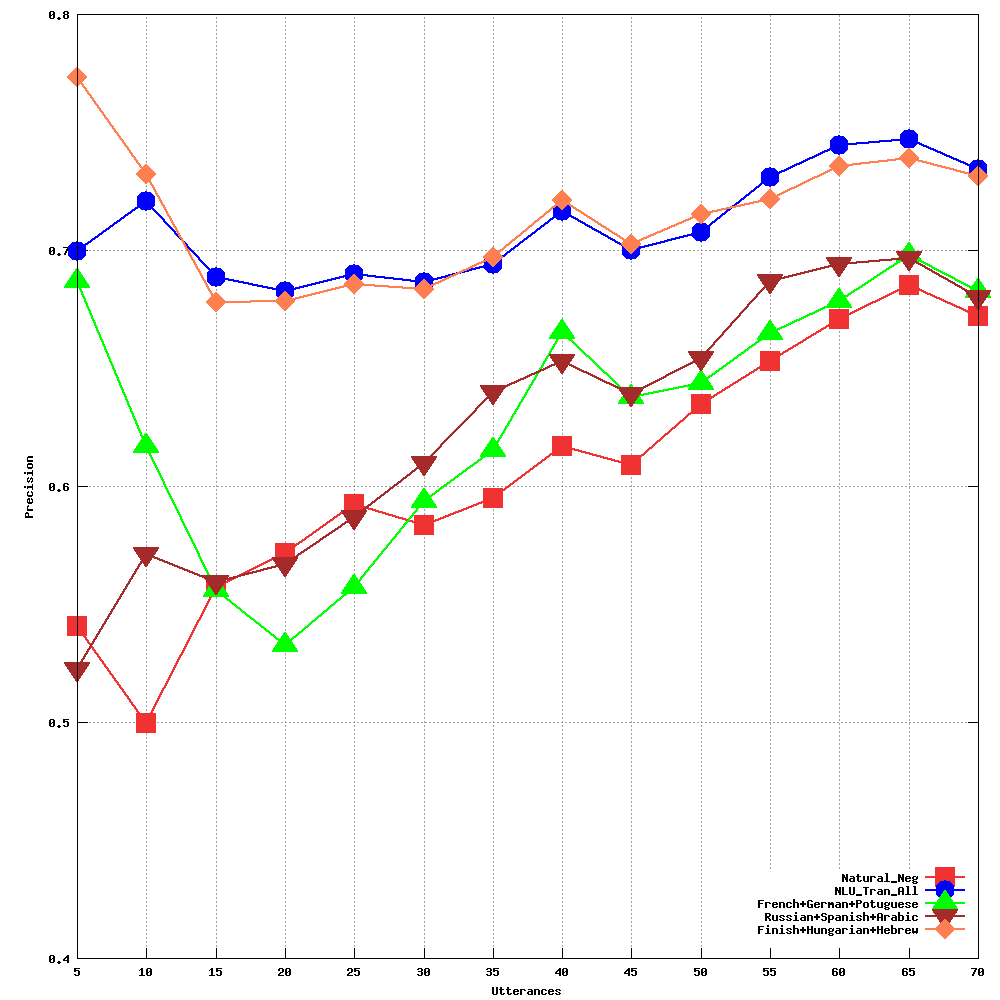 0.8
0.7
0.6
0.5
0.4
Precision
5 10 15 20 25 30 35 40 45 50 55 60 65 70
Utterances
Natural_Neg
NLU_Tran_All
French+German+Potuguese
Russian+Spanish+Arabic
Finish+Hungarian+Hebrew